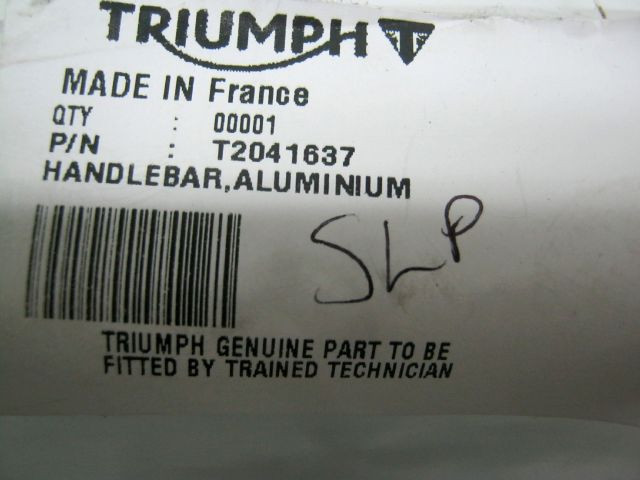 TRIUMPH
MADE IN France
QTY : 00001
P/N : T2041637
HANDLEBAR,ALUMINIUM
SLP
TRIUMPH GENUINE PART TO BE
FITTED BY TRAINED TECHNICIAN